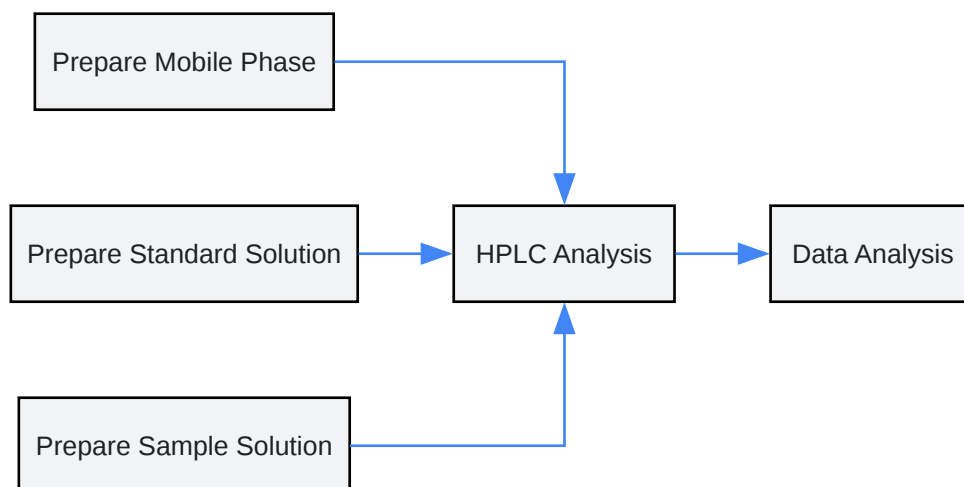 Prepare Mobile Phase
Prepare Standard Solution
HPLC Analysis
Data Analysis
Prepare Sample Solution